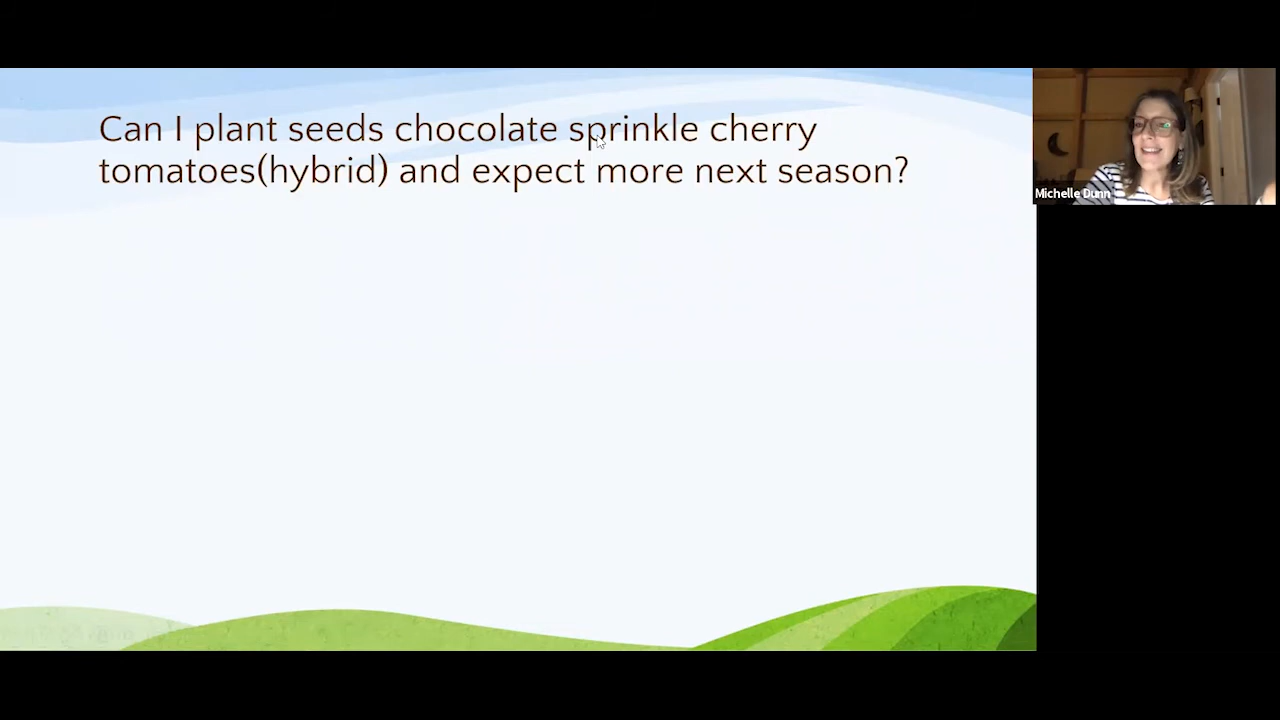 Can I plant seeds chocolate sprinkle cherry
tomatoes(hybrid) and expect more next season?
Michelle Dunn